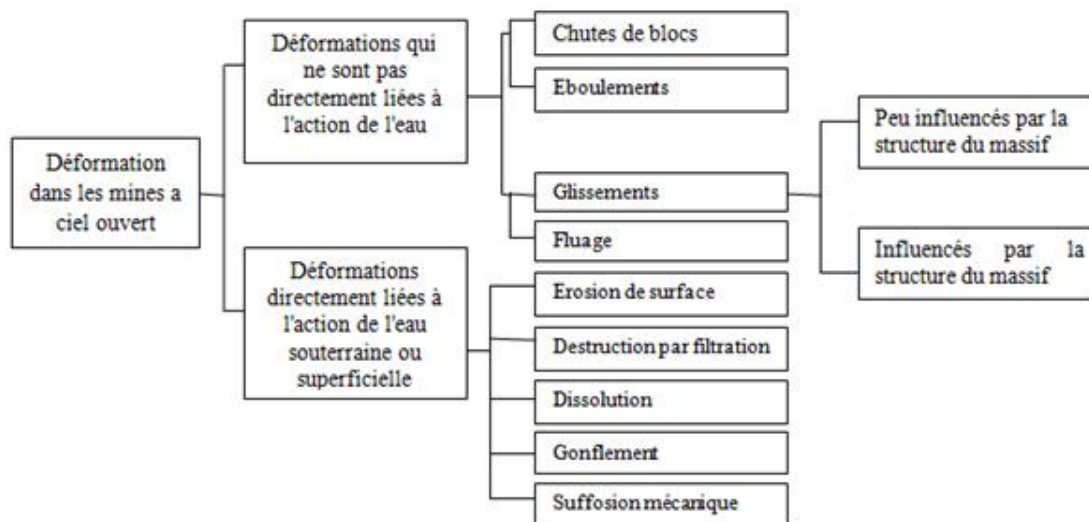 Déformation
dans les mines a
ciel ouvert
Déformations qui
ne sont pas
directement liées à
l'action de l'eau
Chutes de blocs
Eboulements
Glissements
Fluage
Peu influencés par la
structure du massif
Influencés par la
structure du massif
Déformations
directement liées à
l'action de l'eau
souterraine ou
superficielle
Erosion de surface
Destruction par filtration
Dissolution
Gonflement
Suffosion mécanique